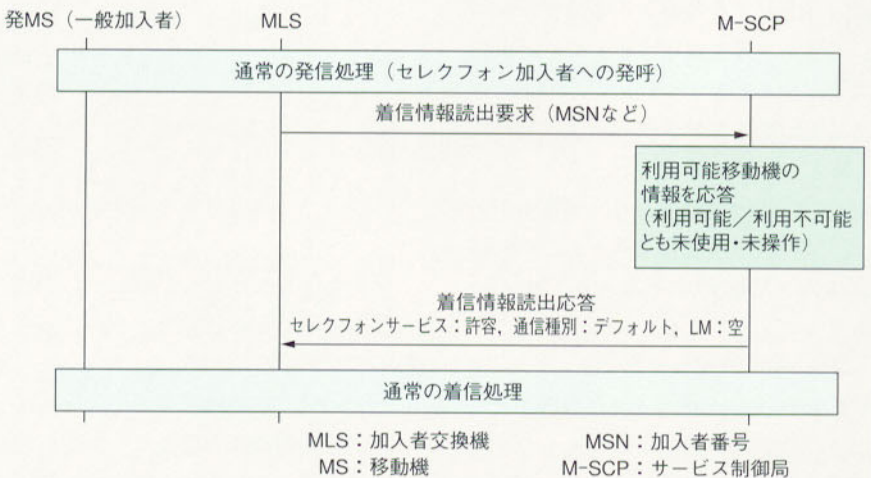 発MS（一般加入者）
MLS
M-SCP
通常の発信処理（セレクフォン加入者への発呼）
着信情報読出要求（MSNなど）
利用可能移動機の
情報を応答
（利用可能／利用不可能
とも未使用・未操作）
着信情報読出応答
セレクフォンサービス：許容，通信種別：デフォルト，LM：空
通常の着信処理
MLS：加入者交換機
MSN：加入者番号
MS：移動機
M-SCP：サービス制御局